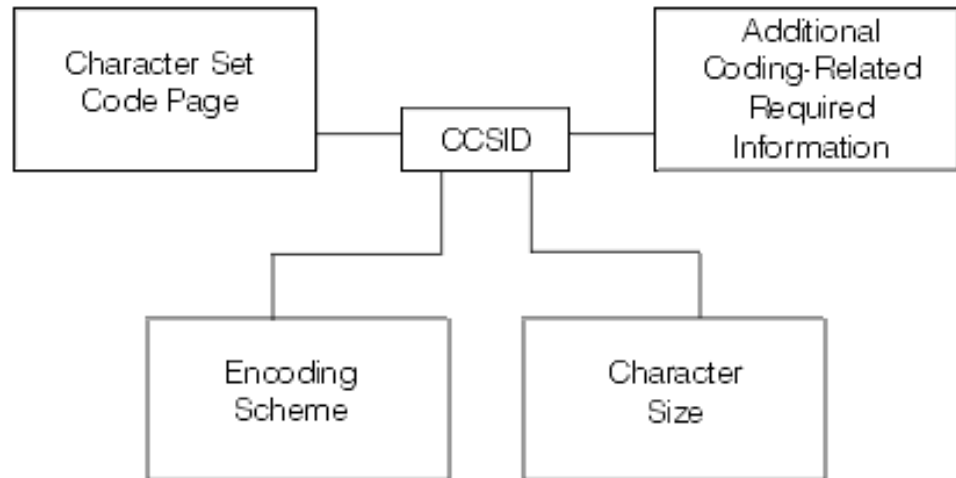 Character Set
Code Page
CCSID
Additional
Coding-Related
Required
Information
Encoding
Scheme
Character
Size